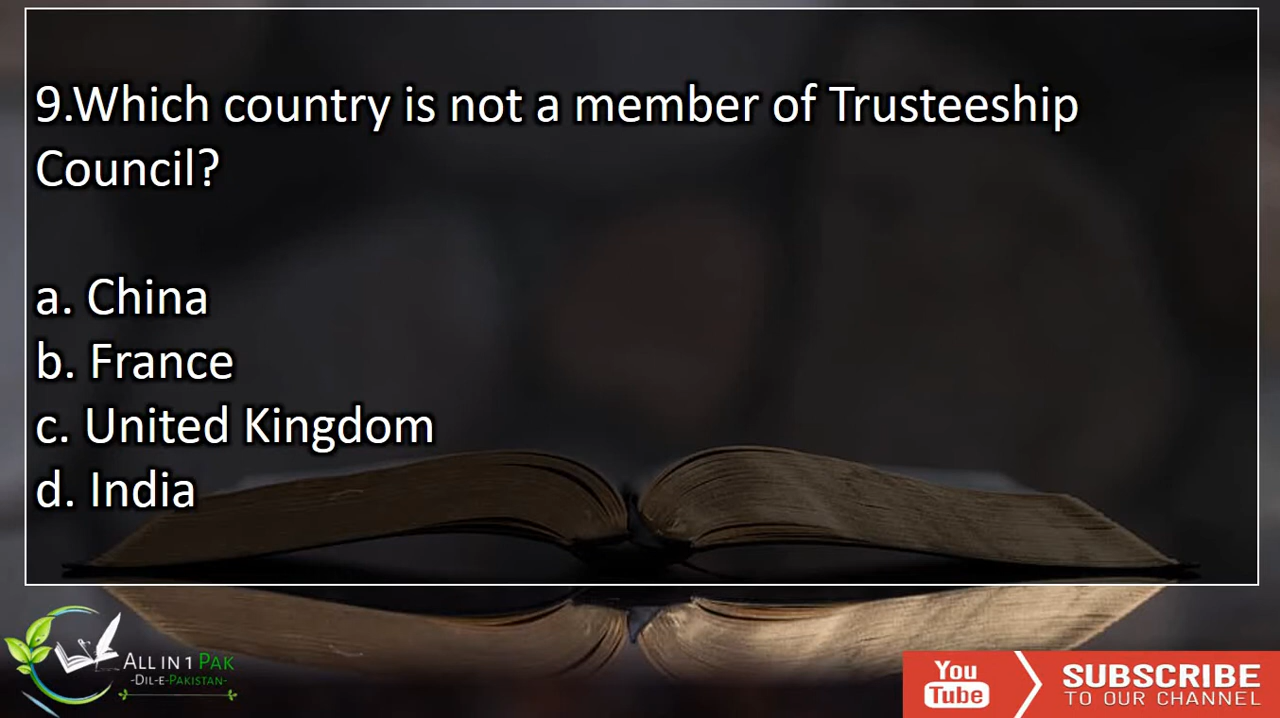 9.Which country is not a member of Trusteeship
Council?
a. China
b. France
c. United Kingdom
d. India
ALL IN 1 PAK
-DIL-E-PAKISTAN-
You
Tube
SUBSCRIBE
TO OUR CHANNEL